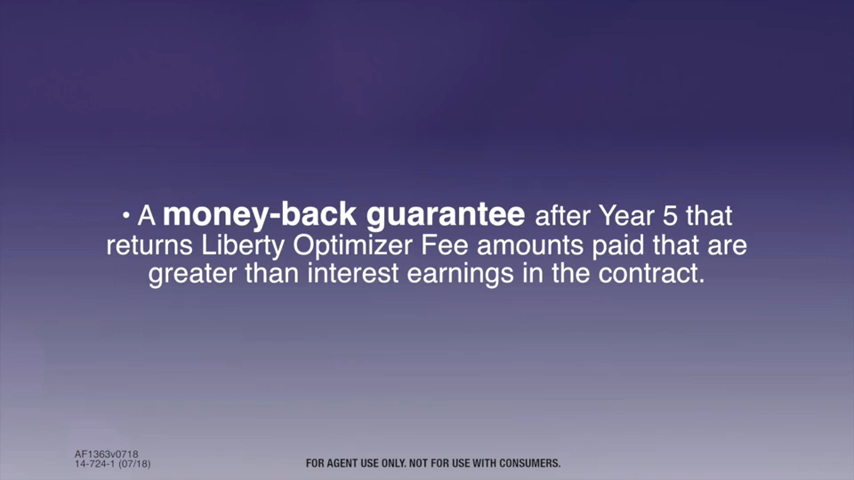 • A money-back guarantee after Year 5 that
returns Liberty Optimizer Fee amounts paid that are
greater than interest earnings in the contract.
AF1363v0718
14-724-1 (07/18)
FOR AGENT USE ONLY. NOT FOR USE WITH CONSUMERS.